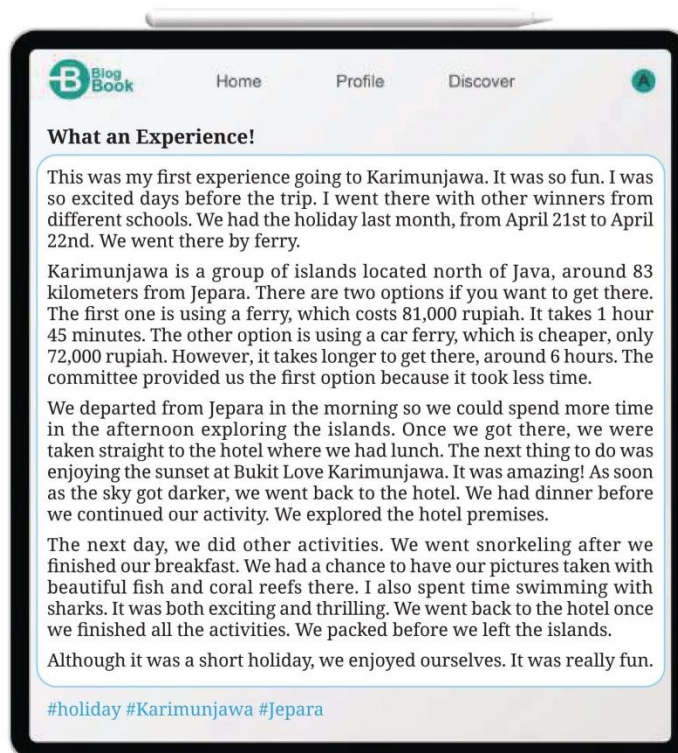 Blog
Book
Home
Profile
Discover
A
What an Experience!
This was my first experience going to Karimunjawa. It was so fun. I was
so excited days before the trip. I went there with other winners from
different schools. We had the holiday last month, from April 21st to April
22nd. We went there by ferry.
Karimunjawa is a group of islands located north of Java, around 83
kilometers from Jepara. There are two options if you want to get there.
The first one is using a ferry, which costs 81,000 rupiah. It takes 1 hour
45 minutes. The other option is using a car ferry, which is cheaper, only
72,000 rupiah. However, it takes longer to get there, around 6 hours. The
committee provided us the first option because it took less time.
We departed from Jepara in the morning so we could spend more time
in the afternoon exploring the islands. Once we got there, we were
taken straight to the hotel where we had lunch. The next thing to do was
enjoying the sunset at Bukit Love Karimunjawa. It was amazing! As soon
as the sky got darker, we went back to the hotel. We had dinner before
we continued our activity. We explored the hotel premises.
The next day, we did other activities. We went snorkeling after we
finished our breakfast. We had a chance to have our pictures taken with
beautiful fish and coral reefs there. I also spent time swimming with
sharks. It was both exciting and thrilling. We went back to the hotel once
we finished all the activities. We packed before we left the islands.
Although it was a short holiday, we enjoyed ourselves. It was really fun.
#holiday #Karimunjawa #Jepara